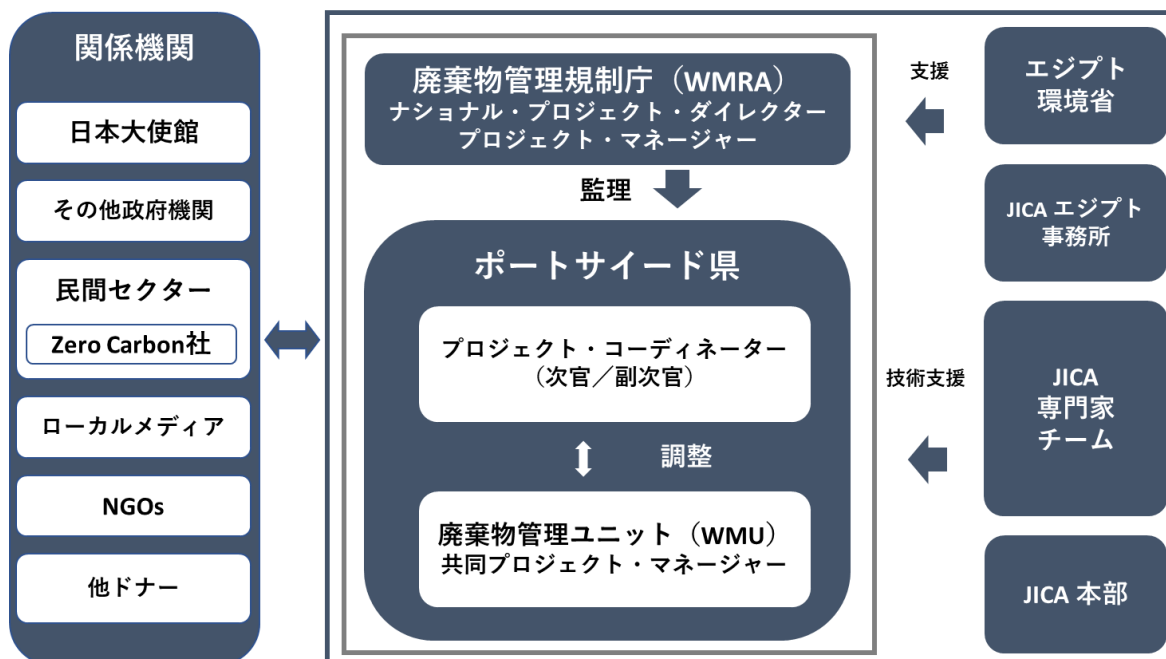 関係機関
日本大使館
その他政府機関
民間セクター
Zero Carbon社
ローカルメディア
NGOs
他ドナー
廃棄物管理規制庁（WMRA）
ナショナル・プロジェクト・ダイレクター
プロジェクト・マネージャー
監理
ポートサイード県
プロジェクト・コーディネーター
（次官／副次官）
調整
廃棄物管理ユニット（WMU）
共同プロジェクト・マネージャー
支援
技術支援
エジプト
環境省
JICA エジプト
事務所
JICA
専門家
チーム
JICA 本部